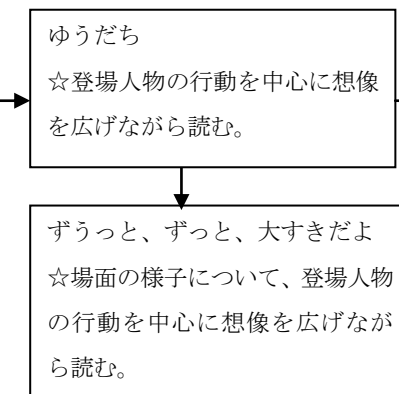 ゆうだち
☆登場人物の行動を中心に想像
を広げながら読む。
ずうっと、ずっと、大すきだよ
☆場面の様子について、登場人物
の行動を中心に想像を広げなが
ら読む。